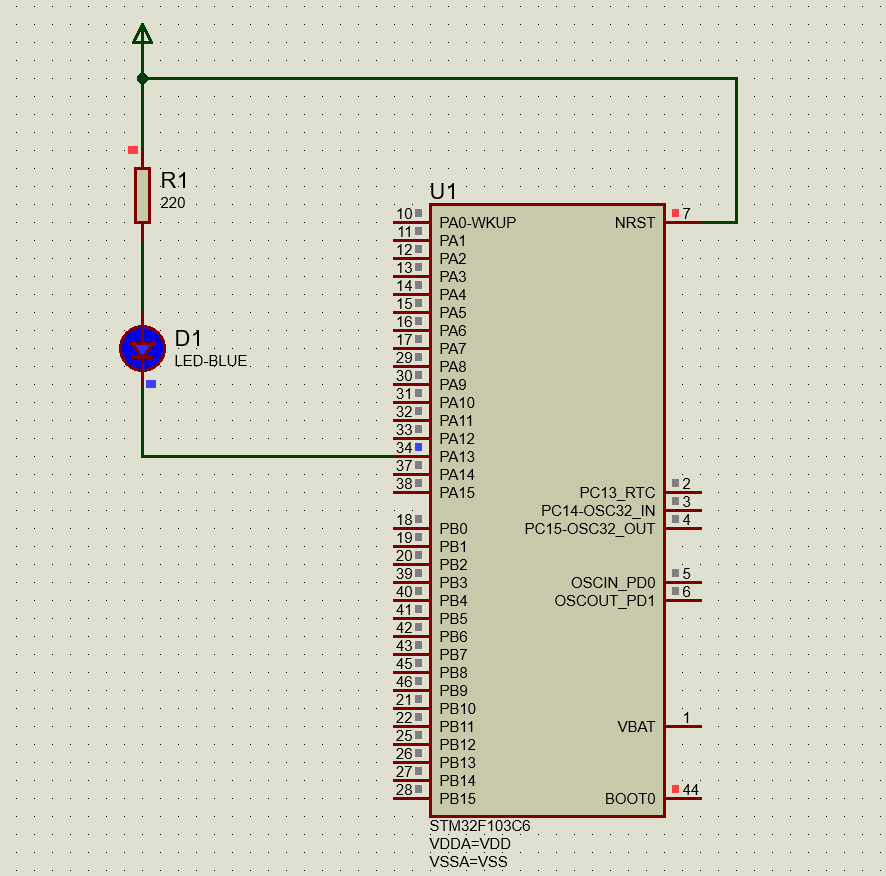 R1
220
D1
LED-BLUE
U1
10 PA0-WKUP
11 PA1
12 PA2
13 PA3
14 PA4
15 PA5
16 PA6
17 PA7
29 PA8
30 PA9
31 PA10
32 PA11
33 PA12
34 PA13
37 PA14
38 PA15
18 PB0
19 PB1
20 PB2
39 PB3
40 PB4
41 PB5
42 PB6
43 PB7
45 PB8
46 PB9
21 PB10
22 PB11
25 PB12
26 PB13
27 PB14
28 PB15
NRST 7
PC13_RTC 2
PC14-OSC32_IN 3
PC15-OSC32_OUT 4
OSCIN_PD0 5
OSCOUT_PD1 6
VBAT 1
BOOT0 44
STM32F103C6
VDDA=VDD
VSSA=VSS